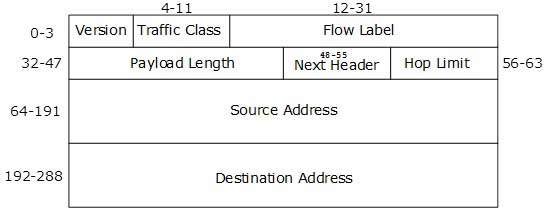 4-11 12-31
0-3 Version Traffic Class Flow Label
48-55
32-47 Payload Length Next Header Hop Limit 56-63
64-191 Source Address
192-288 Destination Address